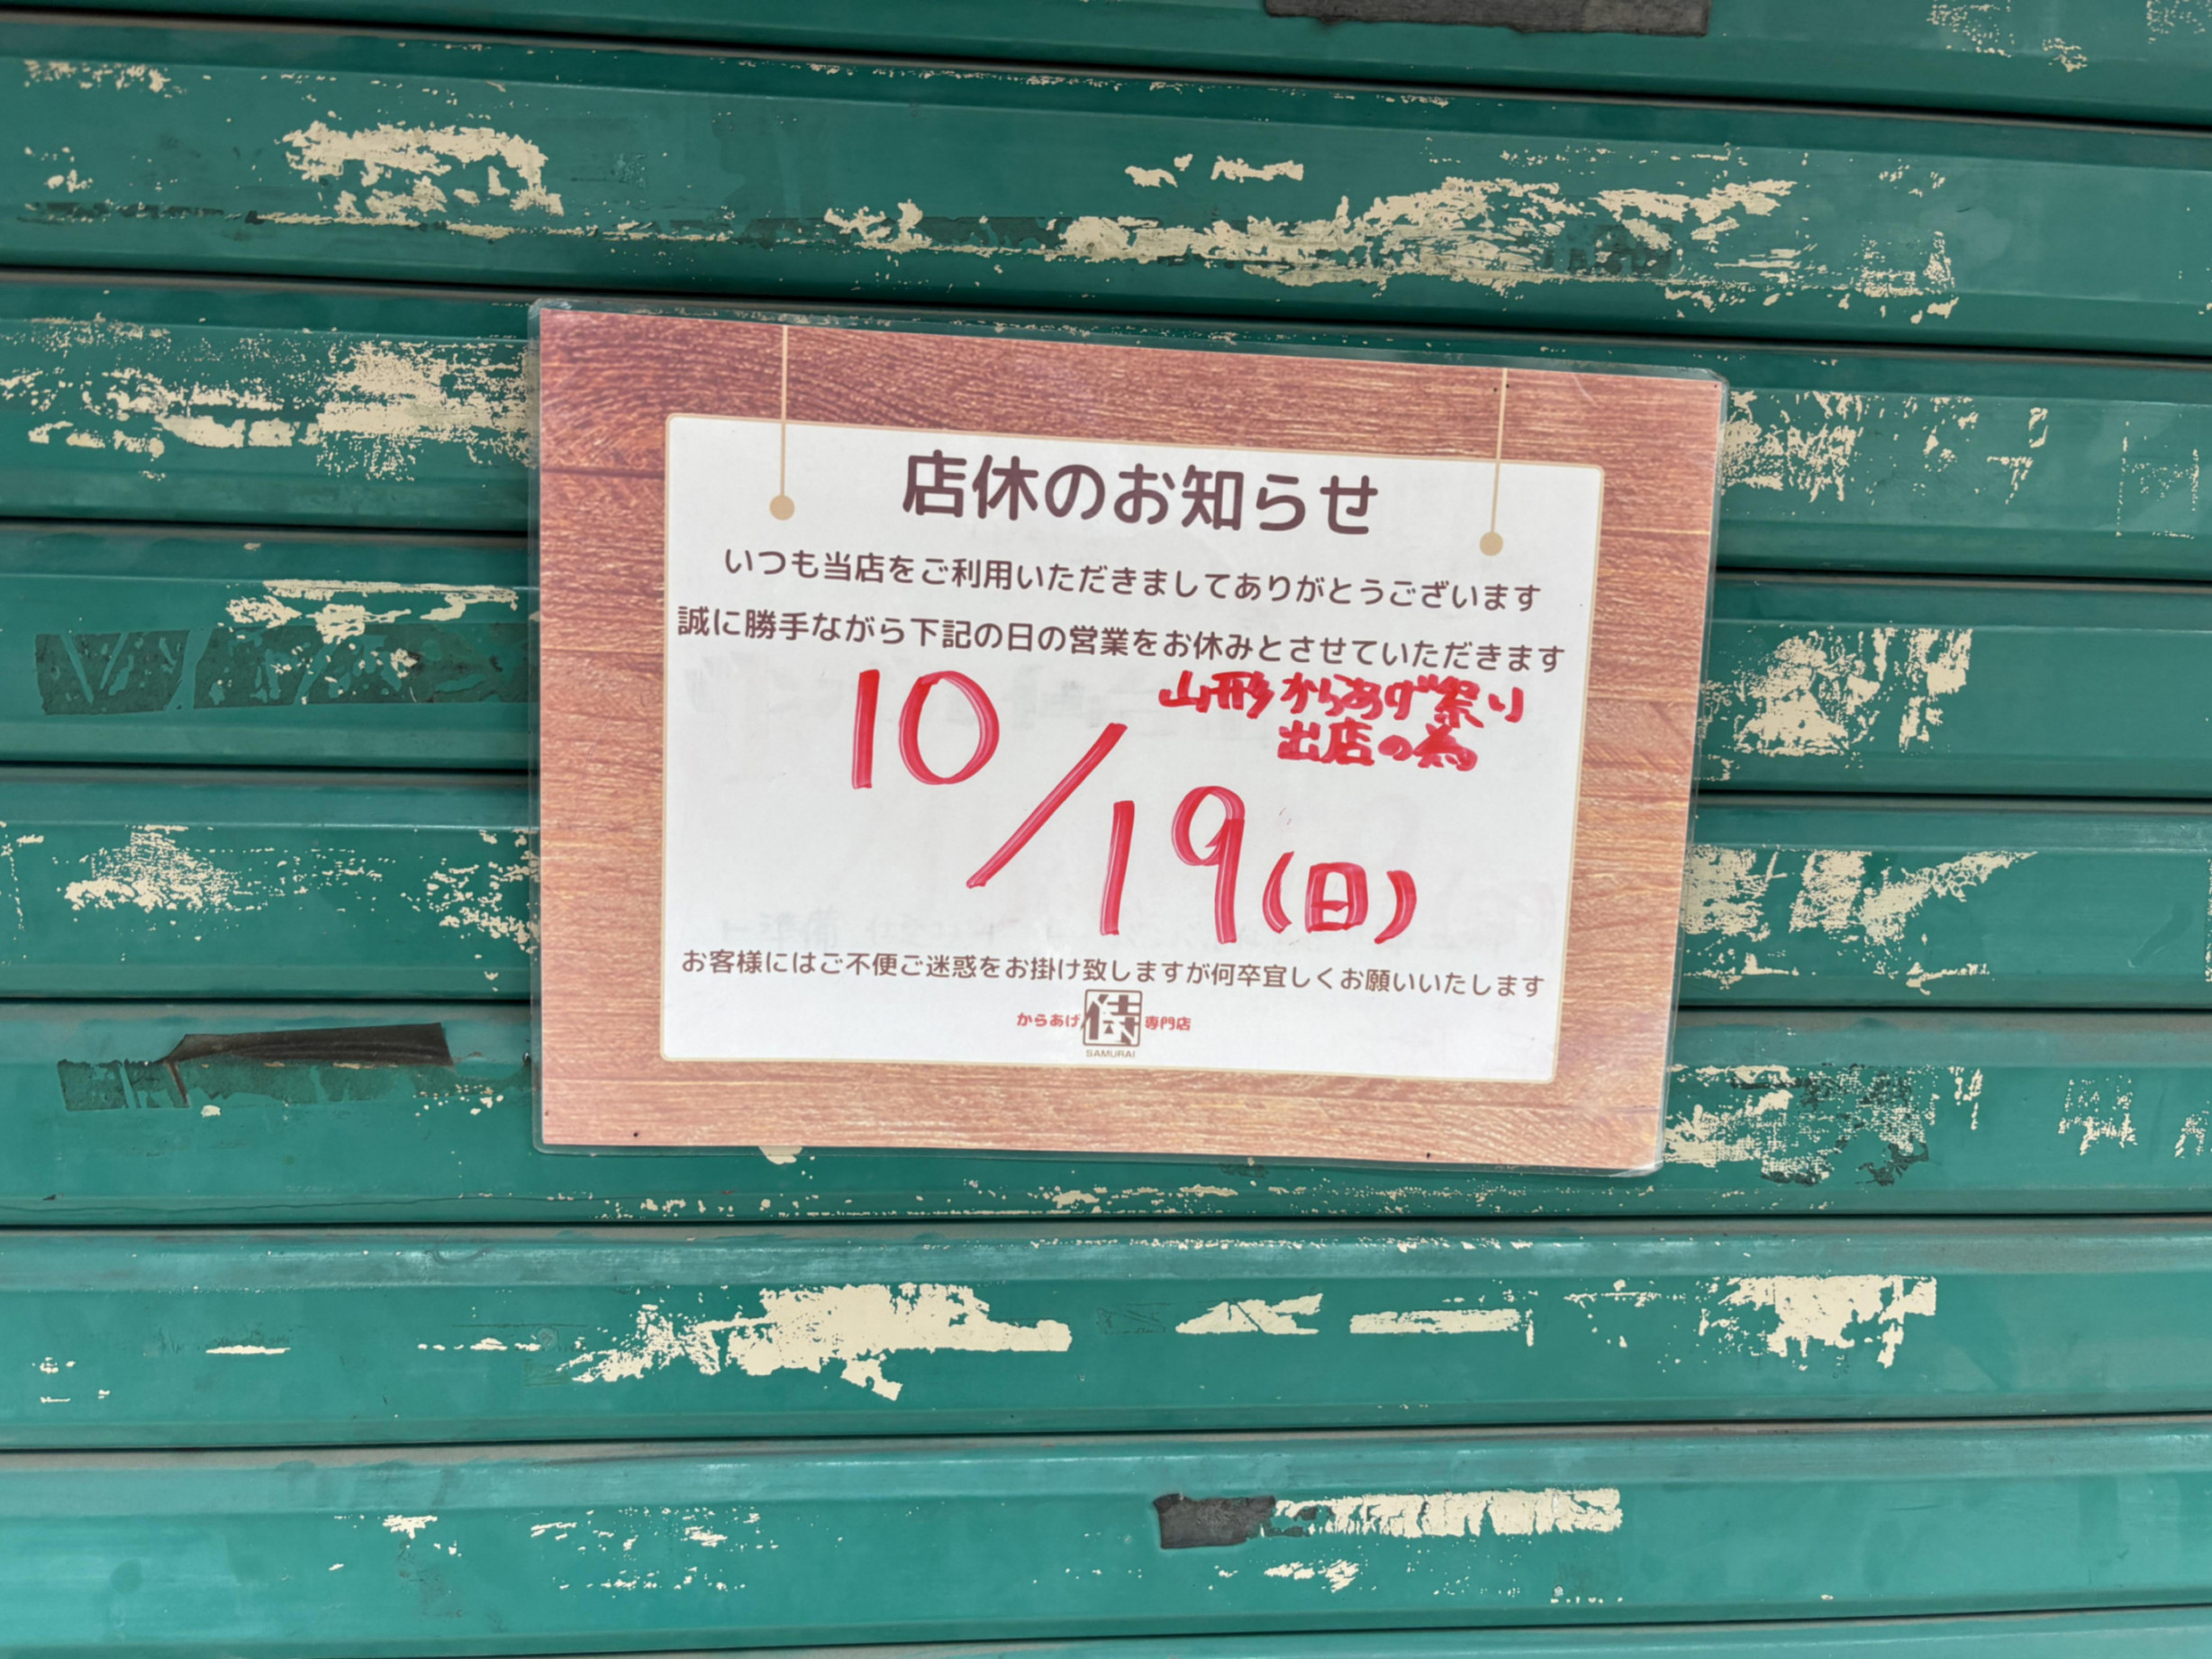 店休のお知らせ
いつも当店をご利用いただきましてありがとうございます
誠に勝手ながら下記の日の営業をお休みとさせていただきます
山形からあげ祭り
出店の為
10/19(日)
お客様にはご不便ご迷惑をお掛け致しますが何卒宜しくお願いいたします
からあげ 侍 専門店
SAMURAI